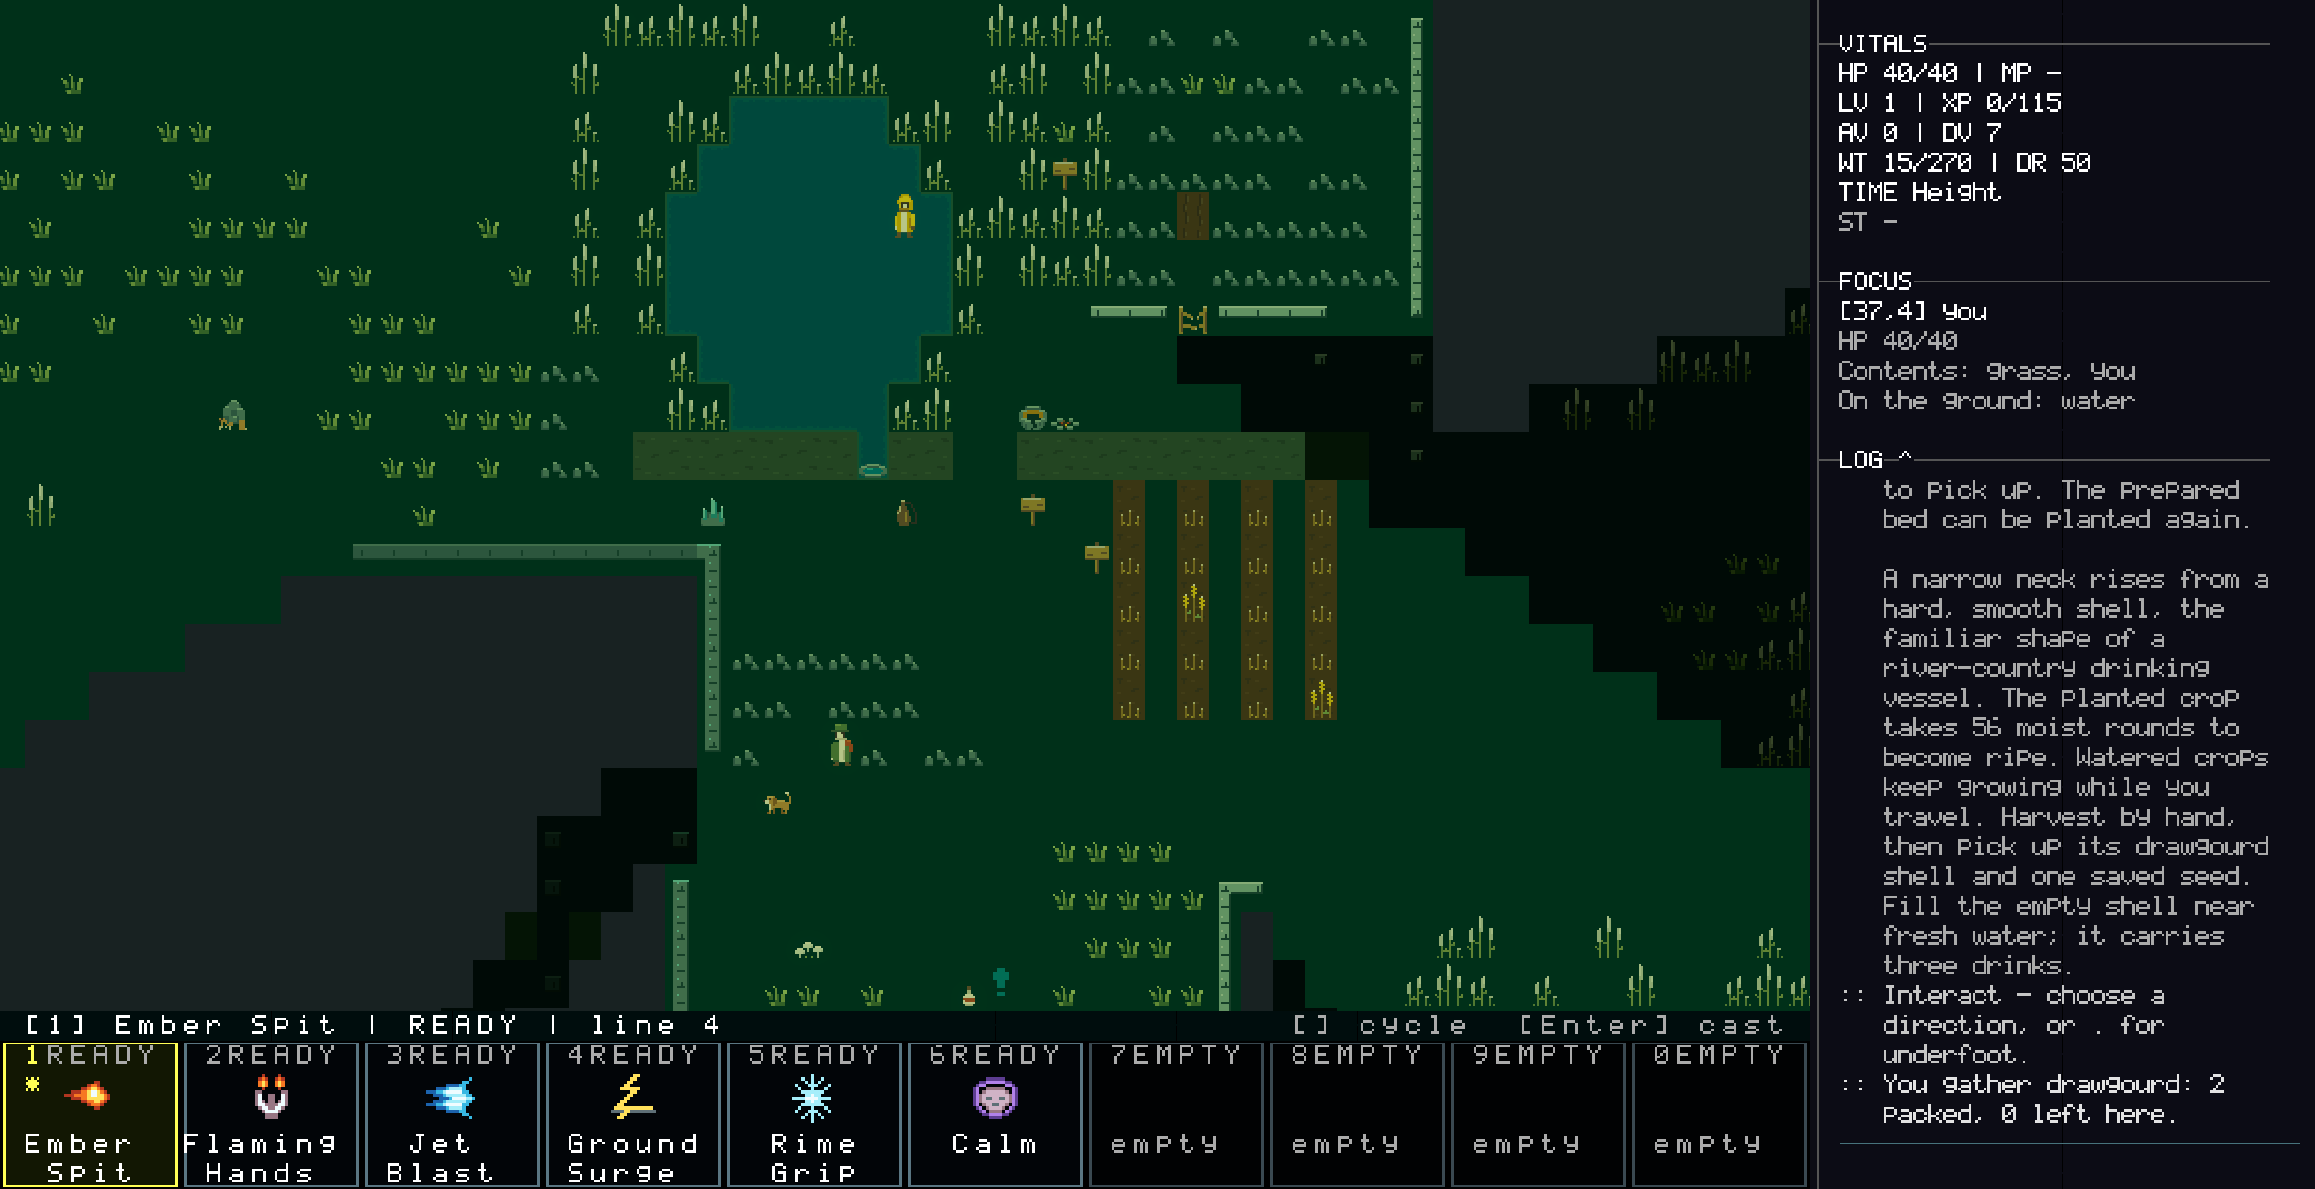 VITALS
HP 40/40 | MP -
LV 1 | XP 0/115
AV 0 | DV 7
WT 15/270 | DR 50
TIME Height
ST -
FOCUS
[37,4] You
HP 40/40
Contents: grass, You
On the ground: water
LOG ^
to pick up. The prepared
bed can be planted again.
A narrow neck rises from a
hard, smooth shell, the
familiar shape of a
river-country drinking
vessel. The planted crop
takes 56 moist rounds to
become ripe. Watered crops
keep growing while you
travel. Harvest by hand,
then pick up its drawgourd
shell and one saved seed.
Fill the empty shell near
fresh water; it carries
three drinks.
:: Interact - choose a
direction, or . for
underfoot.
:: You gather drawgourd: 2
packed, 0 left here.
[1] Ember Spit | READY | line 4
[] cycle [Enter] cast
1READY
2READY
3READY
4READY
5READY
6READY
7EMPTY
8EMPTY
9EMPTY
0EMPTY
Ember
Spit
Flaming
Hands
Jet
Blast
Ground
Surge
Rime
Grip
Calm
empty
empty
empty
empty